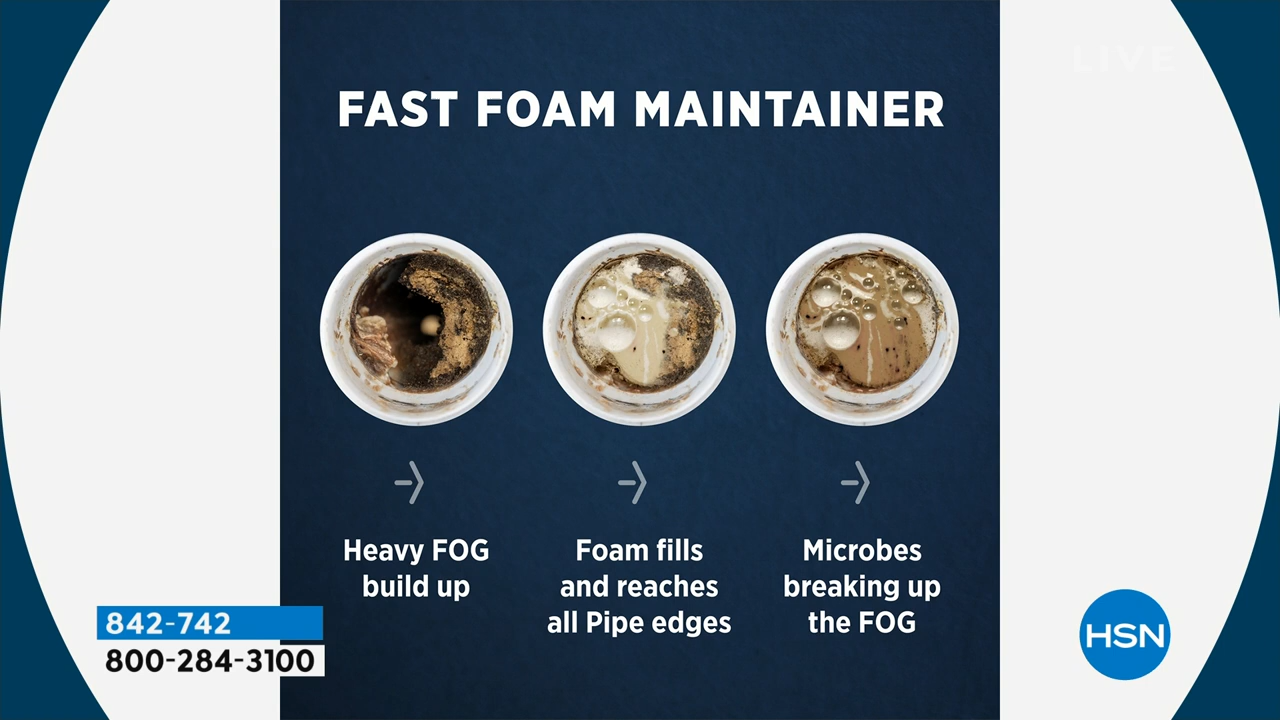 LIVE
FAST FOAM MAINTAINER
Heavy FOG
build up
Foam fills
and reaches
all Pipe edges
Microbes
breaking up
the FOG
842-742
800-284-3100
HSN